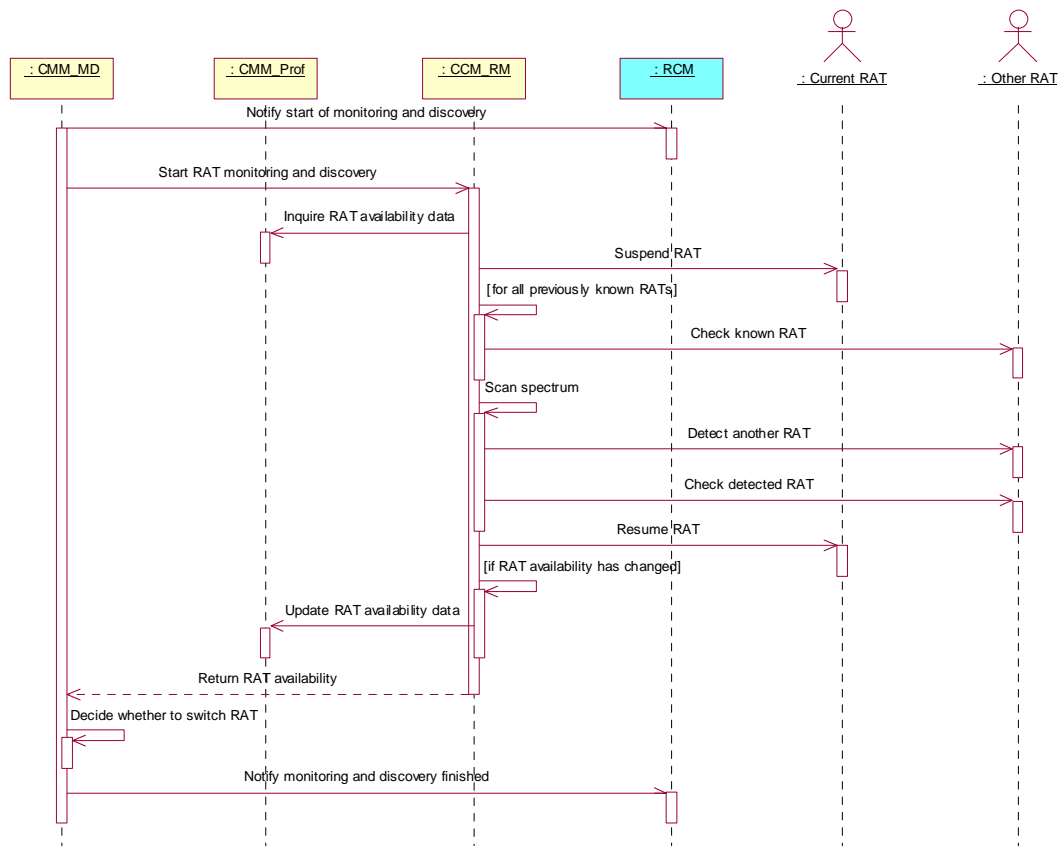 : CMM_MD
: CMM_Prof
: CCM_RM
: RCM
: Current RAT
: Other RAT
Notify start of monitoring and discovery
Start RAT monitoring and discovery
Inquire RAT availability data
Suspend RAT
[for all previously known RATs]
Check known RAT
Scan spectrum
Detect another RAT
Check detected RAT
Resume RAT
[if RAT availability has changed]
Update RAT availability data
Return RAT availability
Decide whether to switch RAT
Notify monitoring and discovery finished